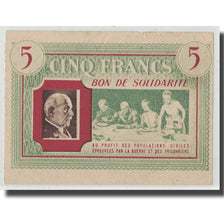 5 CINQ FRANCS 5
BON DE SOLIDARITÉ
AU PROFIT DES POPULATIONS CIVILES
ÉPROUVÉES PAR LA GUERRE ET DES PRISONNIERS